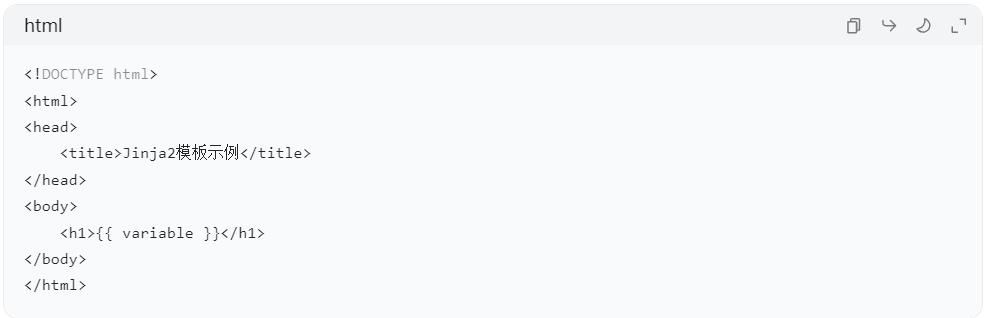 html
<!DOCTYPE html>
<html>
<head>
    <title>Jinja2模板示例</title>
</head>
<body>
    <h1>{{ variable }}</h1>
</body>
</html>